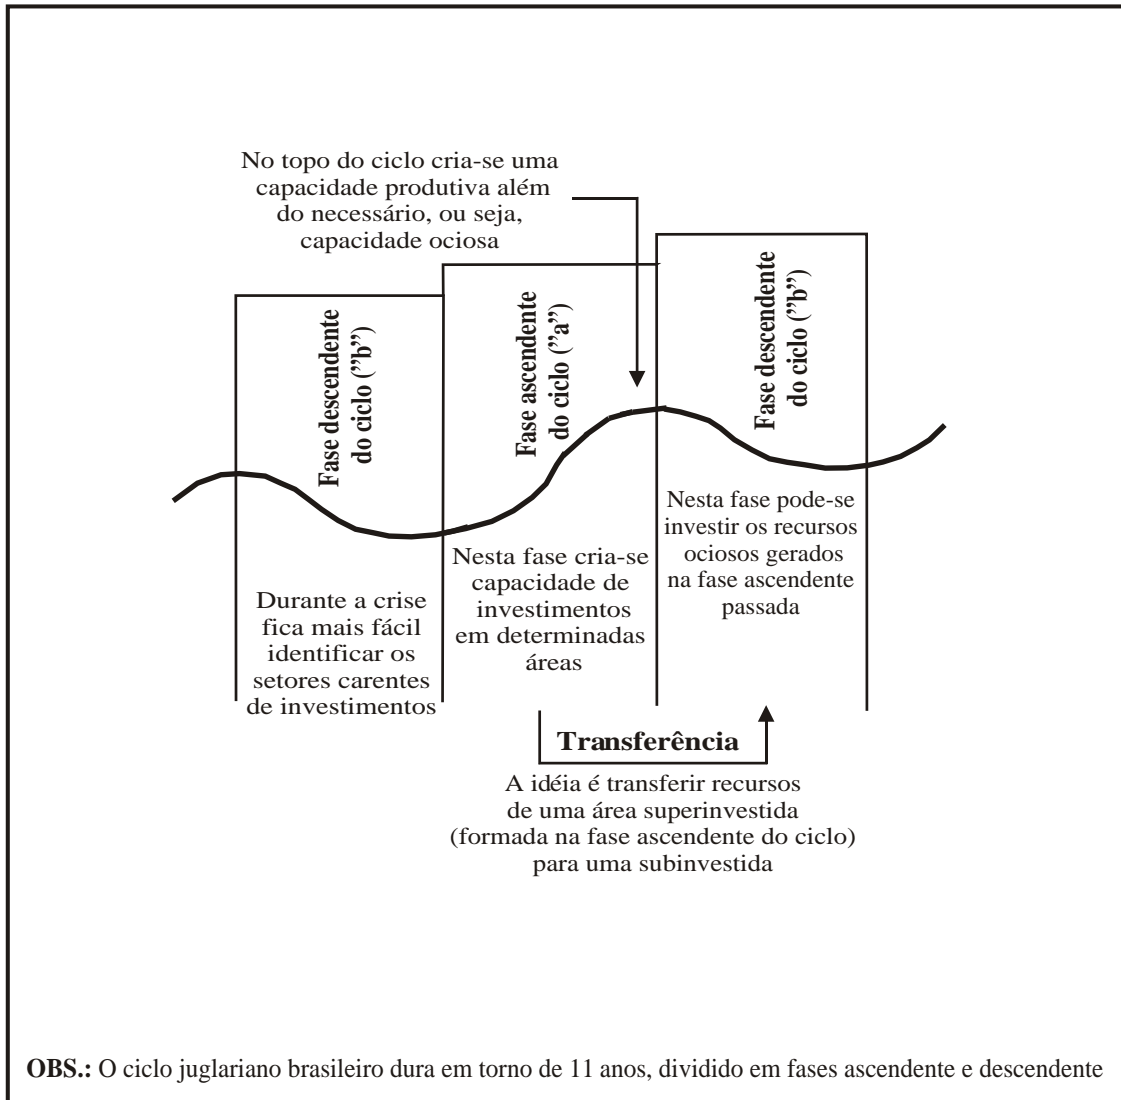 No topo do ciclo cria-se uma
capacidade produtiva além
do necessário, ou seja,
capacidade ociosa
Fase descendente
do ciclo (”b”)
Fase ascendente
do ciclo (”a”)
Fase descendente
do ciclo (”b”)
Durante a crise
fica mais fácil
identificar os
setores carentes
de investimentos
Nesta fase cria-se
capacidade de
investimentos
em determinadas
áreas
Nesta fase pode-se
investir os recursos
ociosos gerados
na fase ascendente
passada
Transferência
A idéia é transferir recursos
de uma área superinvestida
(formada na fase ascendente do ciclo)
para uma subinvestida
OBS.: O ciclo juglariano brasileiro dura em torno de 11 anos, dividido em fases ascendente e descendente